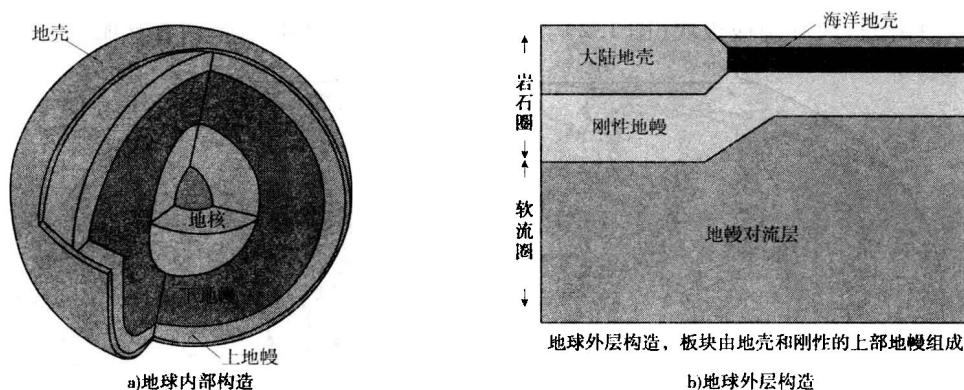 地壳
地核
下地幔
上地幔
a)地球内部构造
海洋地壳
大陆地壳
岩石圈
刚性地幔
软流圈
地幔对流层
地球外层构造，板块由地壳和刚性的上部地幔组成
b)地球外层构造